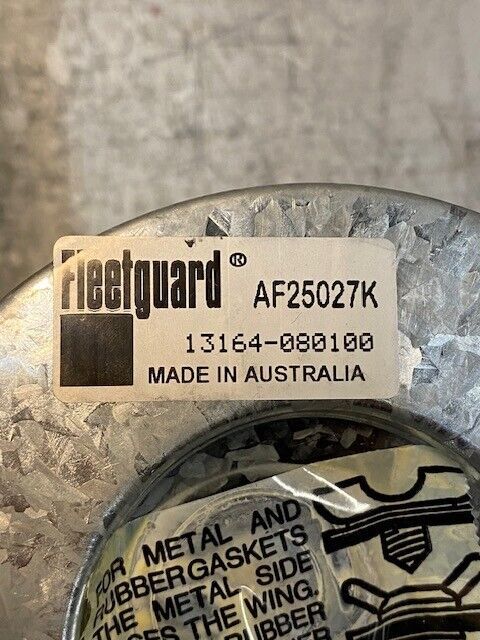 Fleetguard®
AF25027K
13164-080100
MADE IN AUSTRALIA
FOR METAL AND
RUBBER GASKETS
THE METAL SIDE
THE WING.
RUBBER